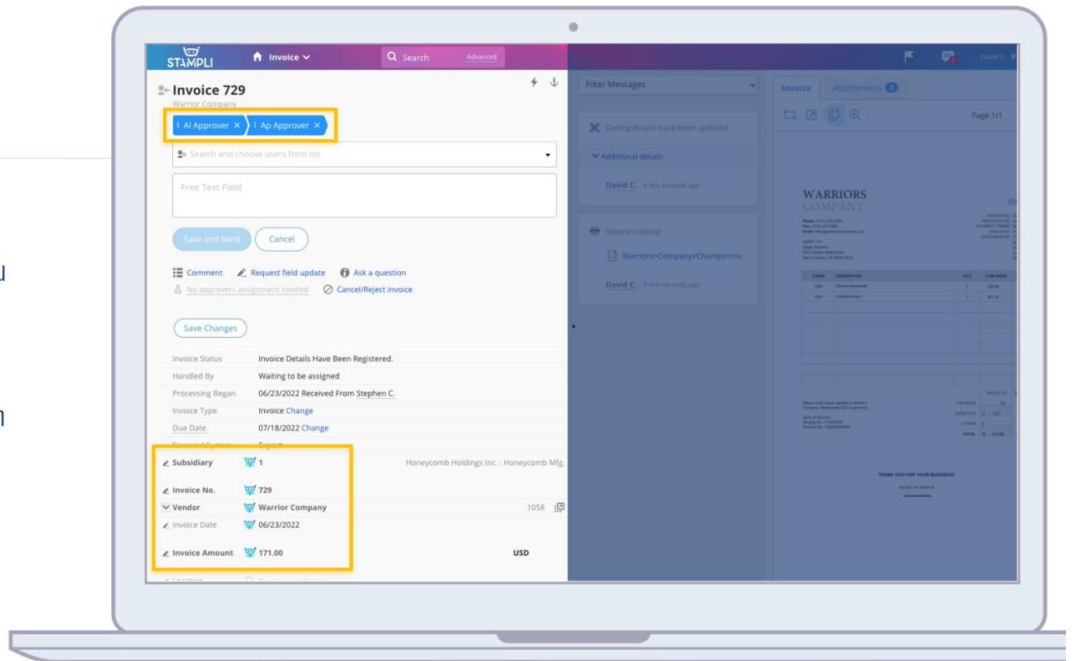 STAMPLI
Invoice
Search
Advanced
David C.
Invoice 729
Warrior Company
Al Approver × Ap Approver ×
Search and choose users from list
Free Text Field
Save and Send Cancel
Comment Request field update Ask a question
No approvers assignment needed Cancel/Reject invoice
Save Changes
Invoice Status Invoice Details Have Been Registered.
Handled By Waiting to be assigned
Processing Began 06/23/2022 Received From Stephen C.
Invoice Type Invoice Change
Due Date 07/18/2022 Change
Subsidiary 1 Honeycomb Holdings Inc. : Honeycomb Mfg.
Invoice No. 729
Vendor Warrior Company 1058
Invoice Date 06/23/2022
Invoice Amount 171.00 USD
Filter Messages
Coding details have been updated
Additional details
David C. A few seconds ago
Invoice created
Warriors+Company+Champs+Inv...
David C. A few seconds ago
Invoice Attachments 2
Page 1/1
WARRIORS
COMPANY
DESCRIPTION
THANK YOU FOR YOUR BUSINESS!